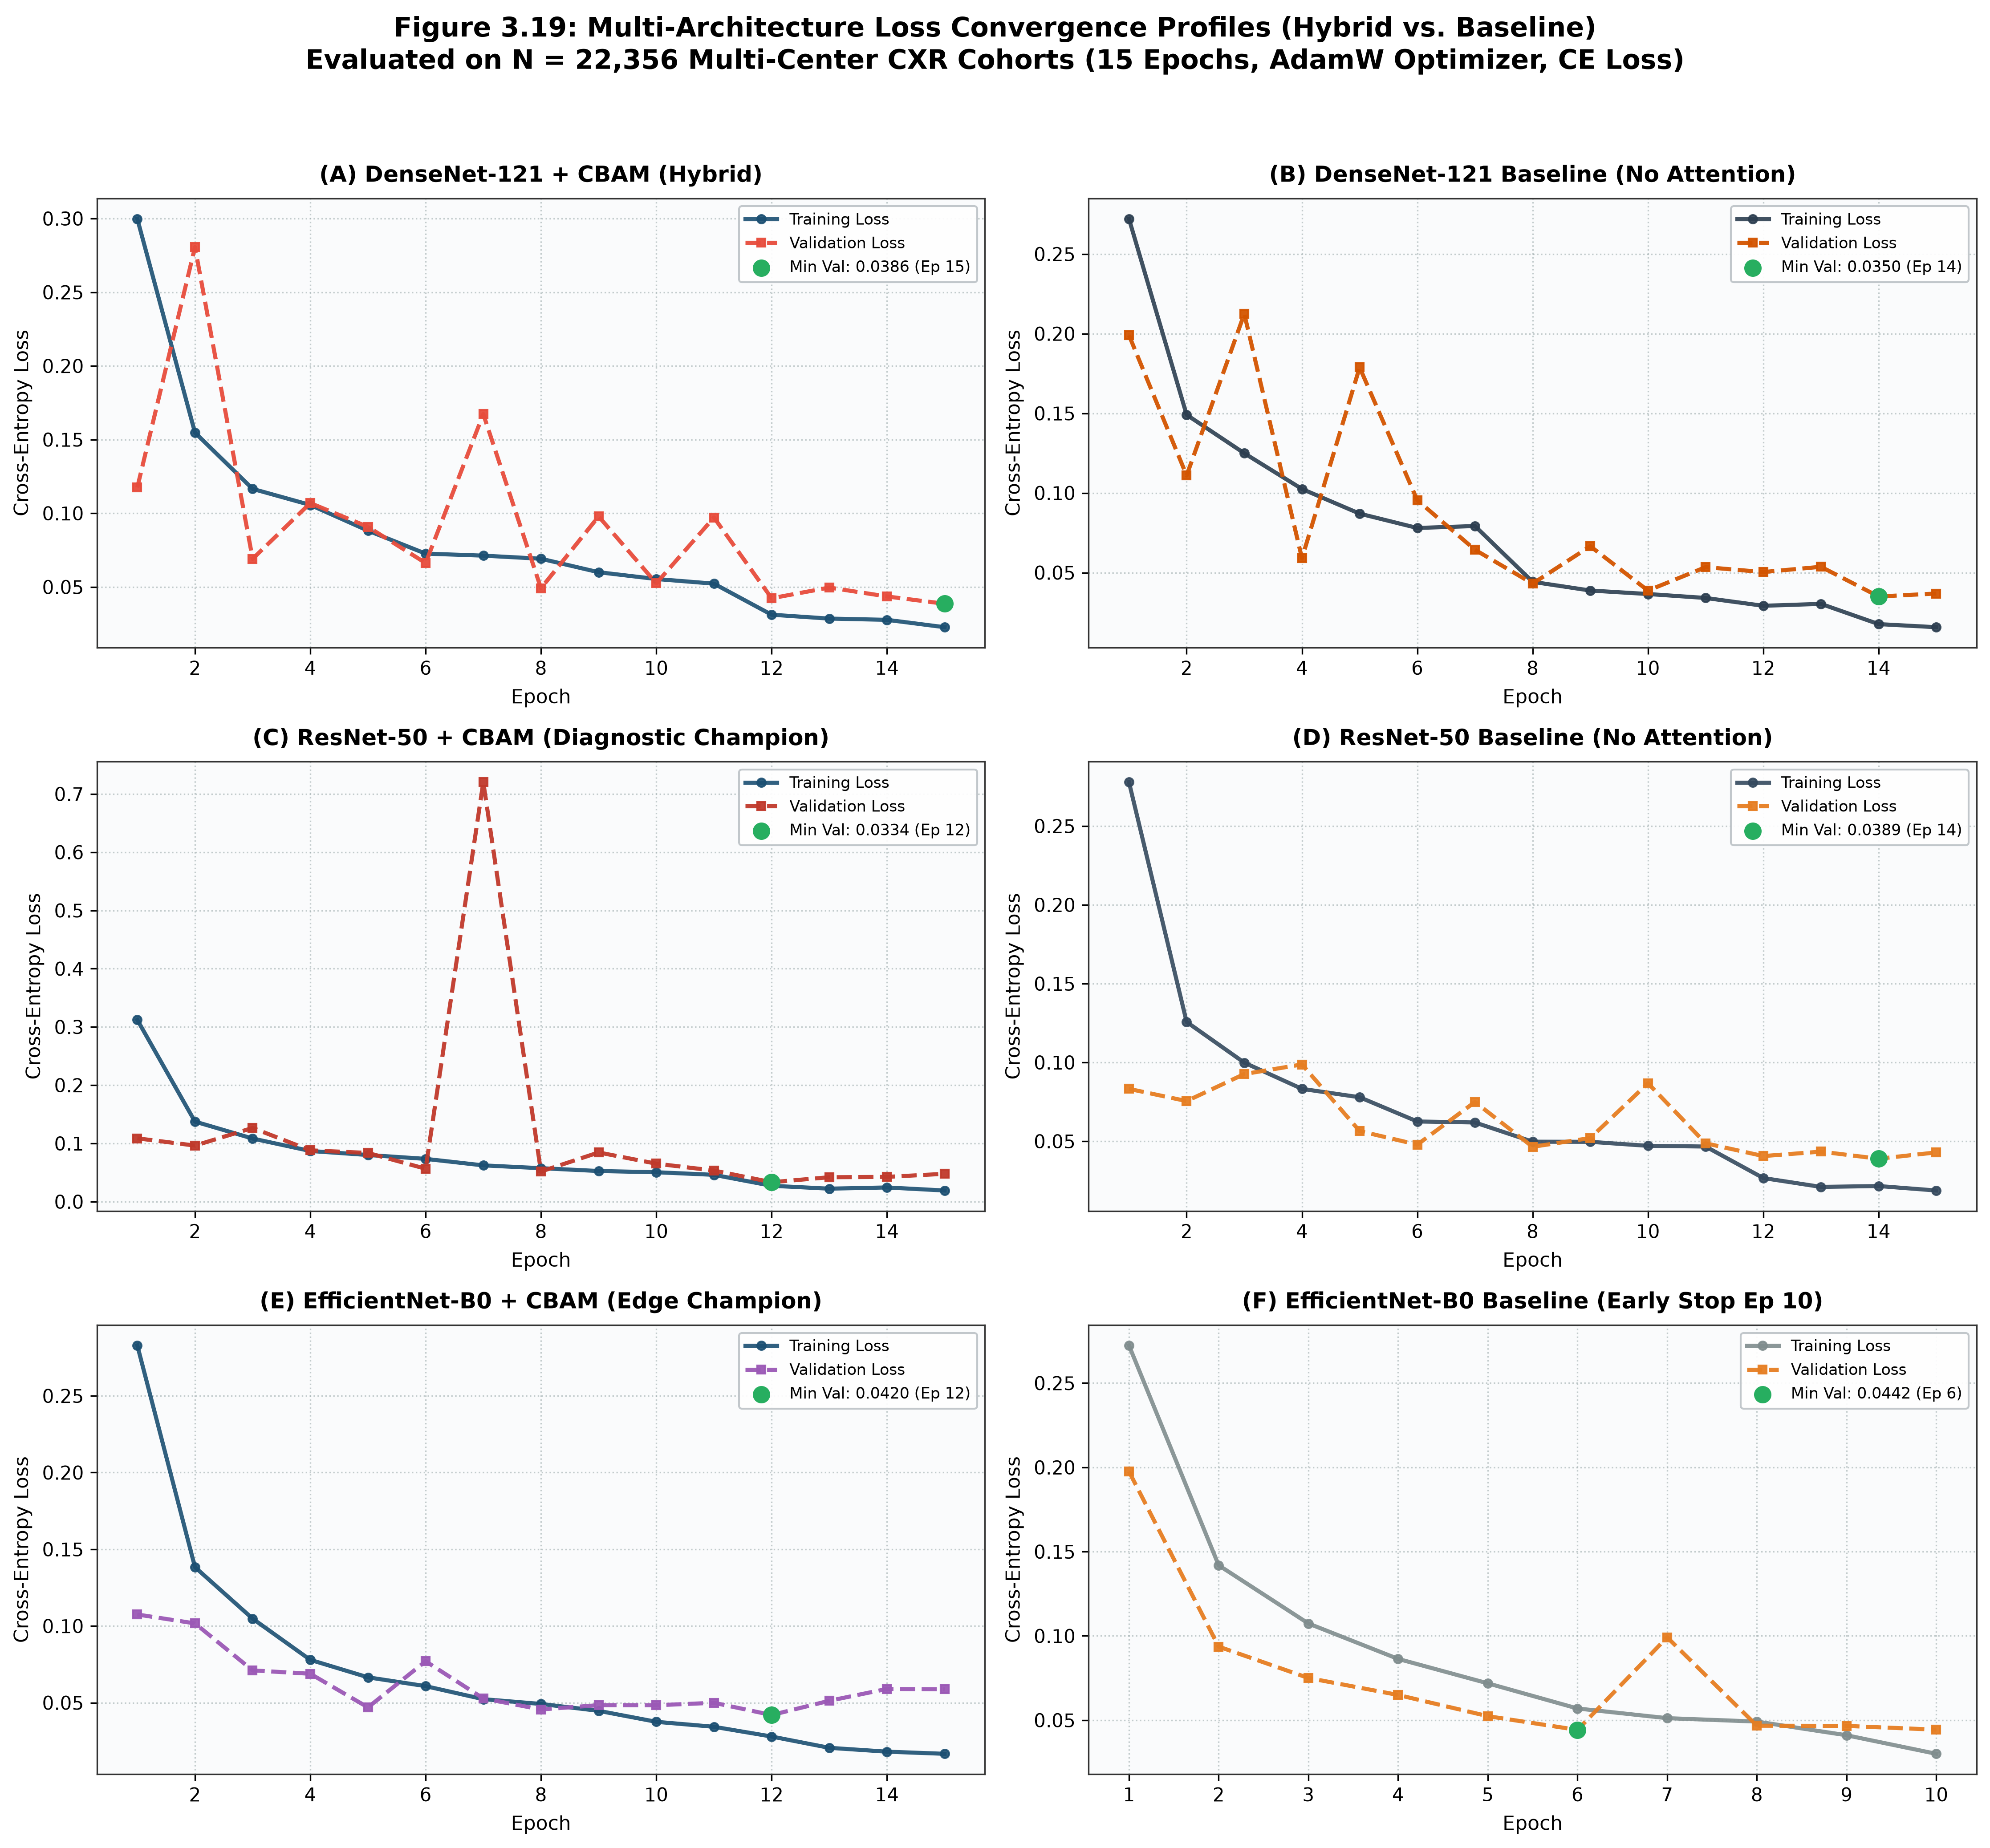 Figure 3.19: Multi-Architecture Loss Convergence Profiles (Hybrid vs. Baseline)
Evaluated on N = 22,356 Multi-Center CXR Cohorts (15 Epochs, AdamW Optimizer, CE Loss)
(A) DenseNet-121 + CBAM (Hybrid)
Cross-Entropy Loss
0.30
0.25
0.20
0.15
0.10
0.05
Training Loss
Validation Loss
Min Val: 0.0386 (Ep 15)
2 4 6 8 10 12 14
Epoch
(B) DenseNet-121 Baseline (No Attention)
Cross-Entropy Loss
0.25
0.20
0.15
0.10
0.05
Training Loss
Validation Loss
Min Val: 0.0350 (Ep 14)
2 4 6 8 10 12 14
Epoch
(C) ResNet-50 + CBAM (Diagnostic Champion)
Cross-Entropy Loss
0.7
0.6
0.5
0.4
0.3
0.2
0.1
0.0
Training Loss
Validation Loss
Min Val: 0.0334 (Ep 12)
2 4 6 8 10 12 14
Epoch
(D) ResNet-50 Baseline (No Attention)
Cross-Entropy Loss
0.25
0.20
0.15
0.10
0.05
Training Loss
Validation Loss
Min Val: 0.0389 (Ep 14)
2 4 6 8 10 12 14
Epoch
(E) EfficientNet-B0 + CBAM (Edge Champion)
Cross-Entropy Loss
0.25
0.20
0.15
0.10
0.05
Training Loss
Validation Loss
Min Val: 0.0420 (Ep 12)
2 4 6 8 10 12 14
Epoch
(F) EfficientNet-B0 Baseline (Early Stop Ep 10)
Cross-Entropy Loss
0.25
0.20
0.15
0.10
0.05
Training Loss
Validation Loss
Min Val: 0.0442 (Ep 6)
1 2 3 4 5 6 7 8 9 10
Epoch